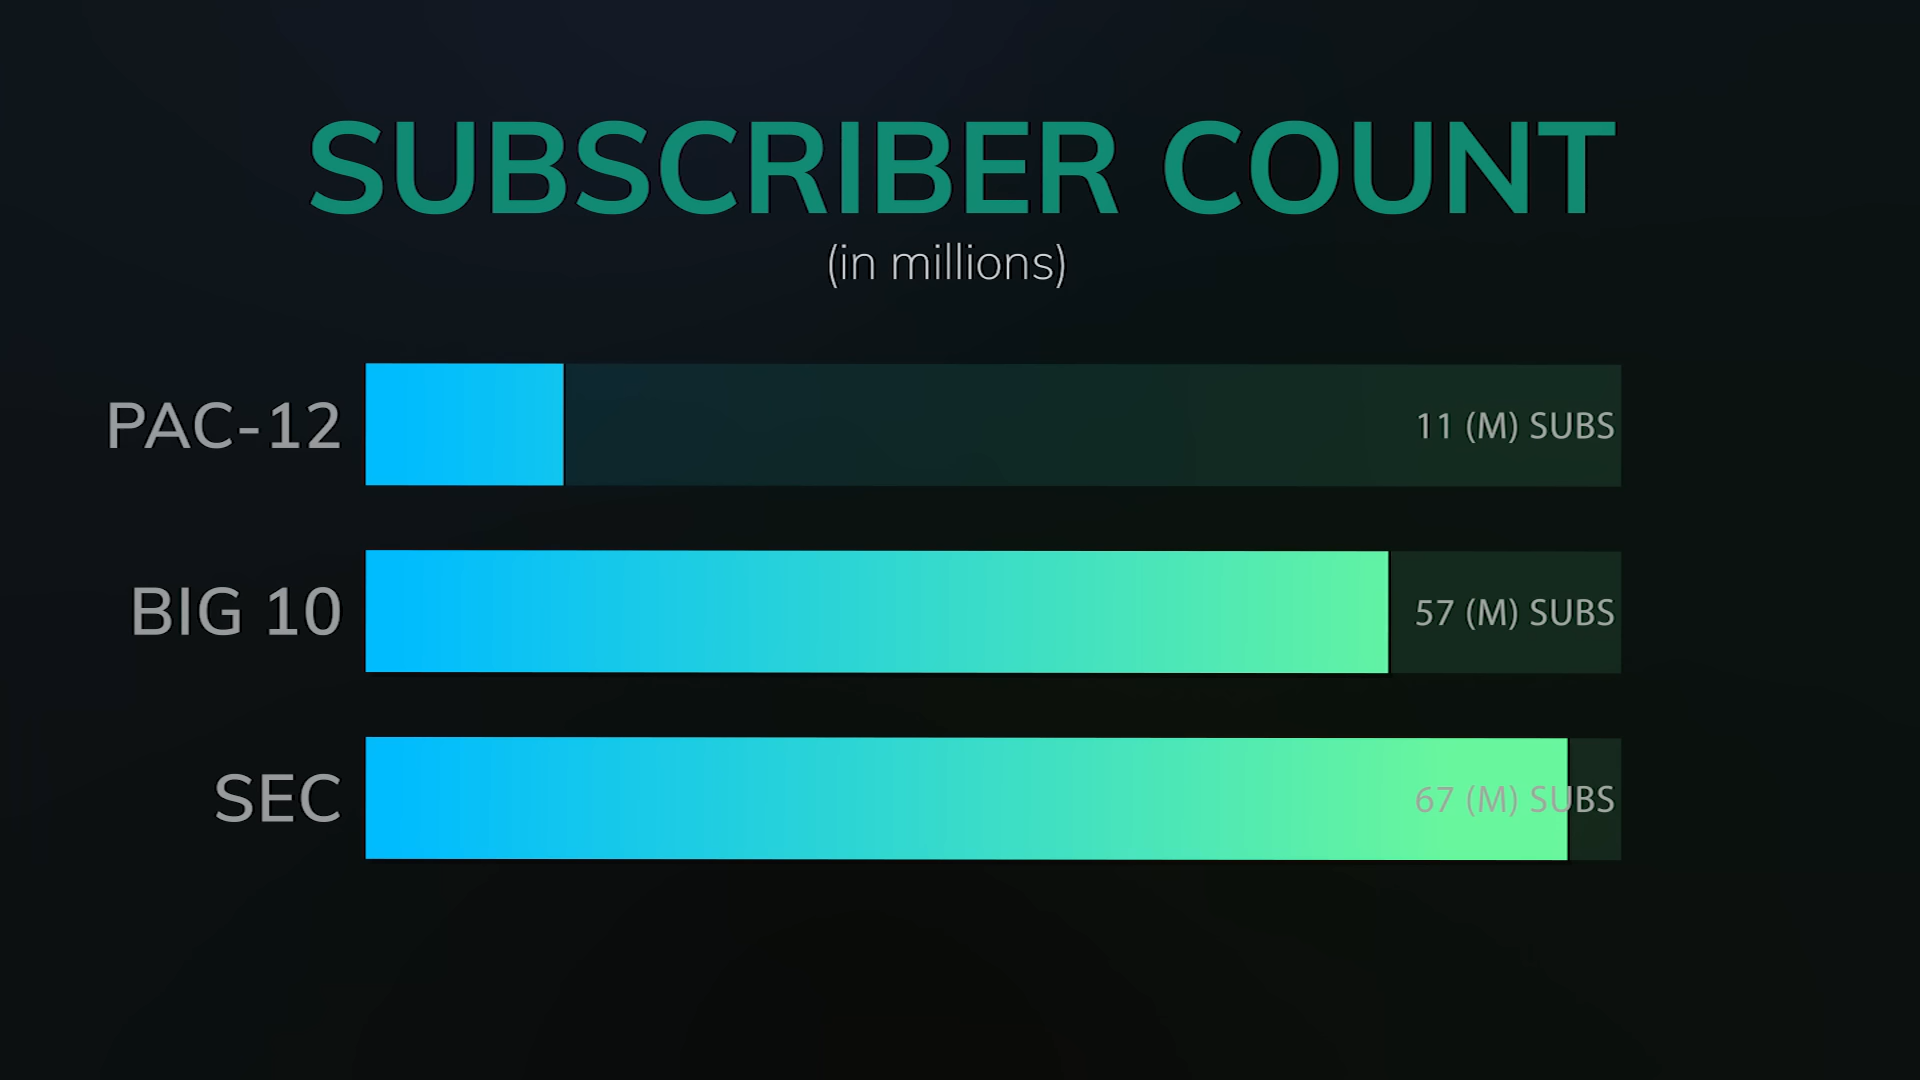 SUBSCRIBER COUNT
(in millions)
PAC-12
11 (M) SUBS
BIG 10
57 (M) SUBS
SEC
67 (M) SUBS